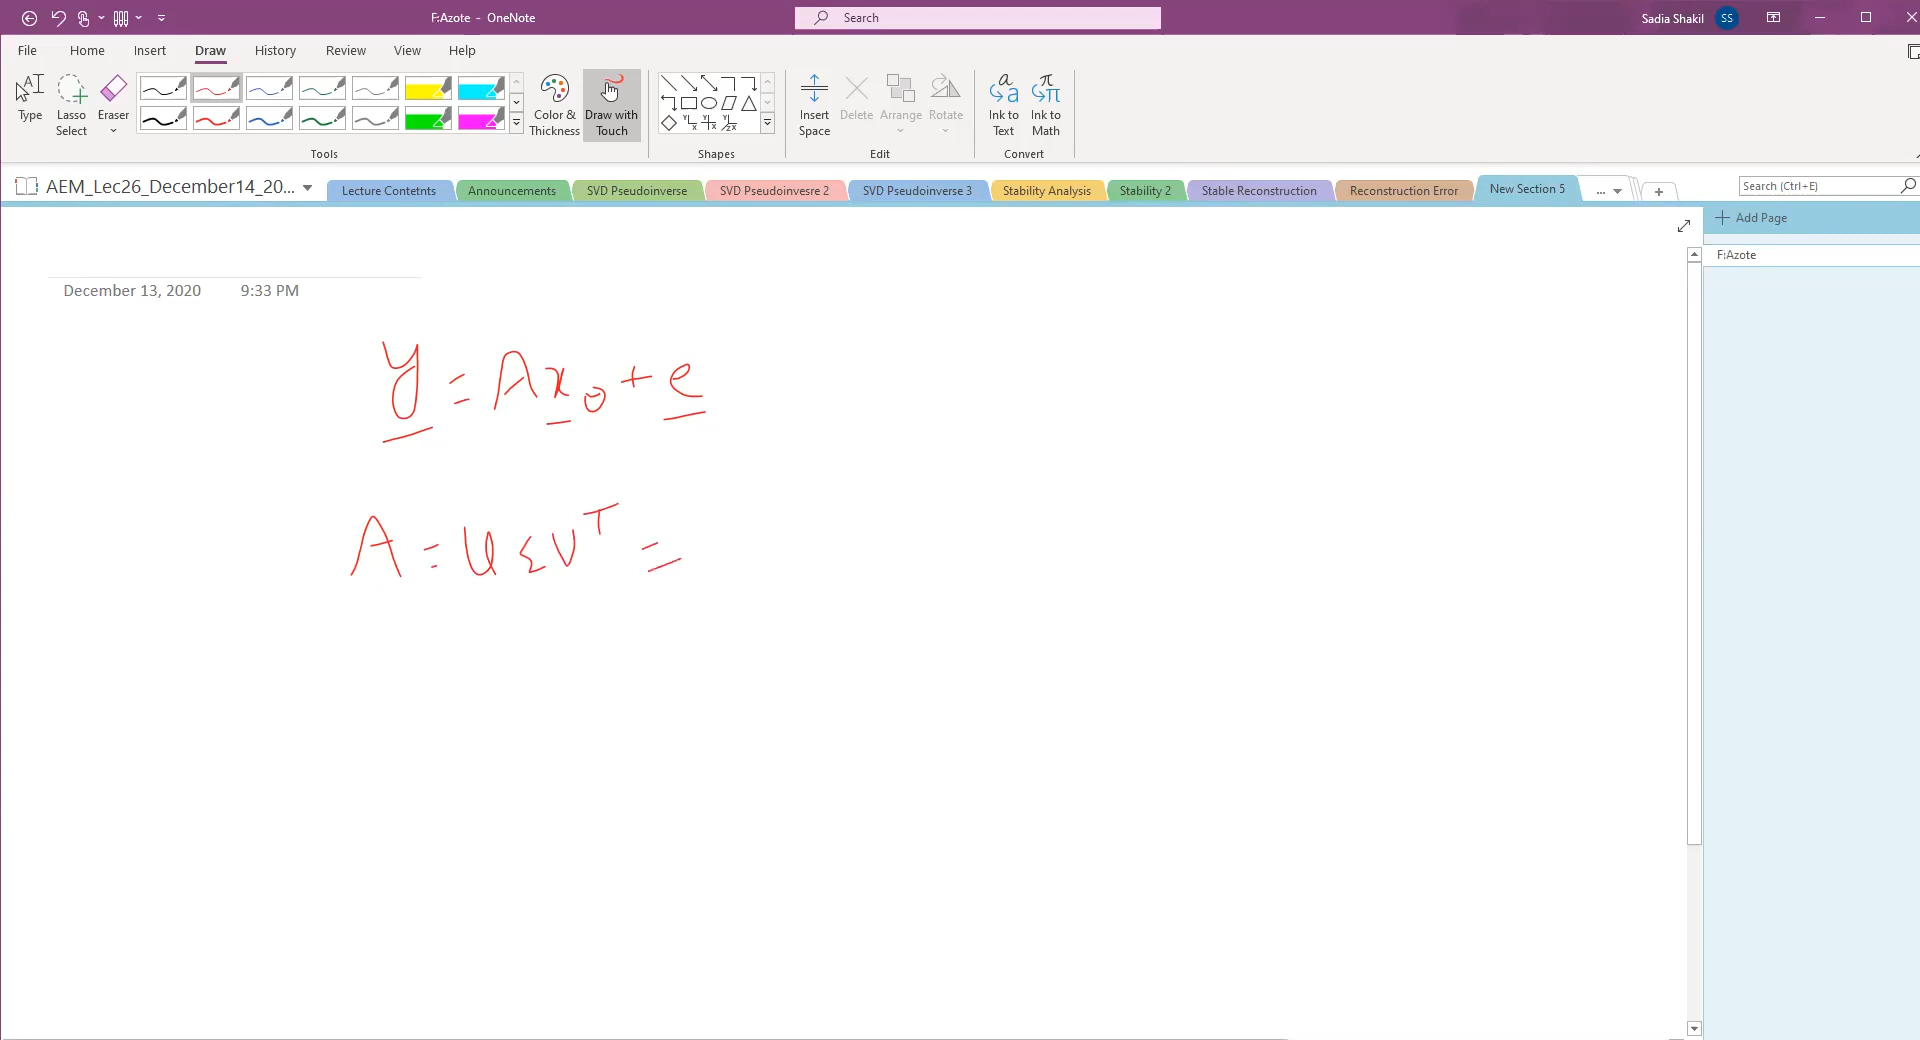 F:Azote - OneNote
Search
Sadia Shakil SS
File Home Insert Draw History Review View Help
Type
Lasso Select
Eraser
Color & Thickness
Draw with Touch
Insert Space
Delete
Arrange
Rotate
Ink to Text
Ink to Math
Tools
Shapes
Edit
Convert
AEM_Lec26_December14_20...
Lecture Contetnts
Announcements
SVD Pseudoinverse
SVD Pseudoinvesre 2
SVD Pseudoinverse 3
Stability Analysis
Stability 2
Stable Reconstruction
Reconstruction Error
New Section 5
...
Search (Ctrl+E)
Add Page
F:Azote
December 13, 2020 9:33 PM
y = Ax₀ + e
A = UΣVᵀ =